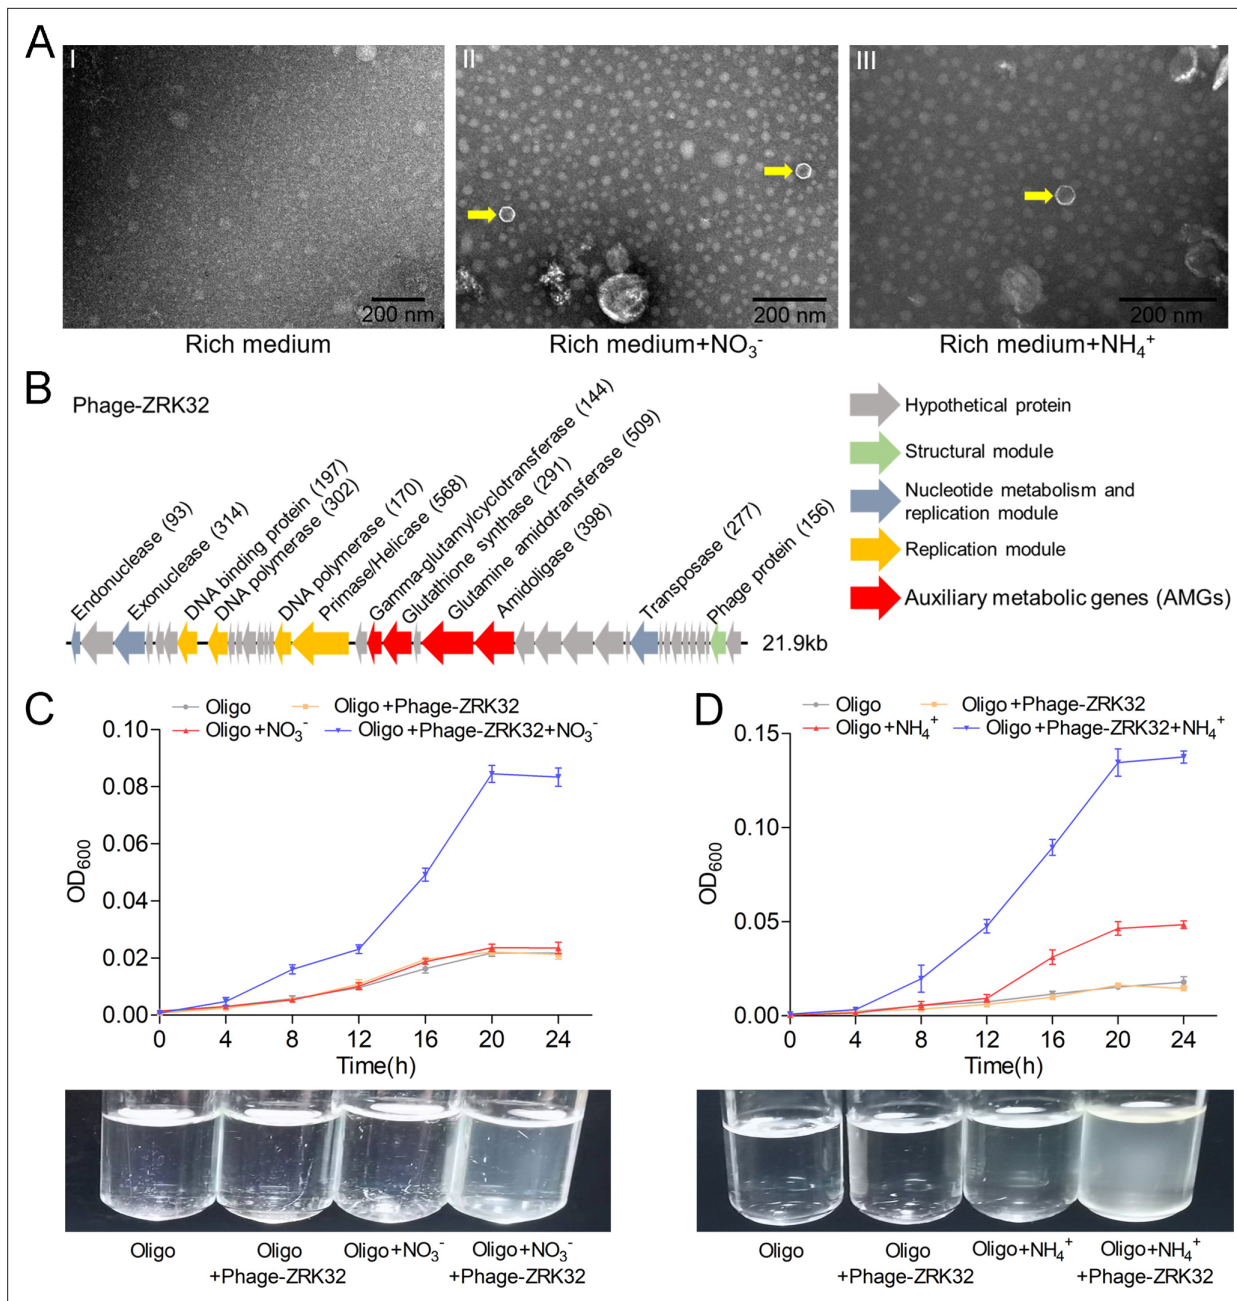 A
I
II
III
200 nm
200 nm
200 nm
Rich medium
Rich medium+NO₃⁻
Rich medium+NH₄⁺
B
Phage-ZRK32
Endonuclease (93)
Exonuclease (314)
DNA binding protein (197)
DNA polymerase (302)
DNA polymerase (170)
Primase/Helicase (568)
Gamma-glutamylcyclotransferase (144)
Glutathione synthase (291)
Glutamine amidotransferase (509)
Amidoligase (398)
Transposase (277)
Phage protein (156)
21.9kb
Hypothetical protein
Structural module
Nucleotide metabolism and
replication module
Replication module
Auxiliary metabolic genes (AMGs)
C
Oligo
Oligo+Phage-ZRK32
Oligo+NO₃⁻
Oligo+Phage-ZRK32+NO₃⁻
OD₆₀₀
0.10
0.08
0.06
0.04
0.02
0.00
0 4 8 12 16 20 24
Time(h)
Oligo
Oligo
+Phage-ZRK32
Oligo+NO₃⁻
Oligo+NO₃⁻
+Phage-ZRK32
D
Oligo
Oligo+Phage-ZRK32
Oligo+NH₄⁺
Oligo+Phage-ZRK32+NH₄⁺
OD₆₀₀
0.15
0.10
0.05
0.00
0 4 8 12 16 20 24
Time(h)
Oligo
Oligo
+Phage-ZRK32
Oligo+NH₄⁺
Oligo+NH₄⁺
+Phage-ZRK32